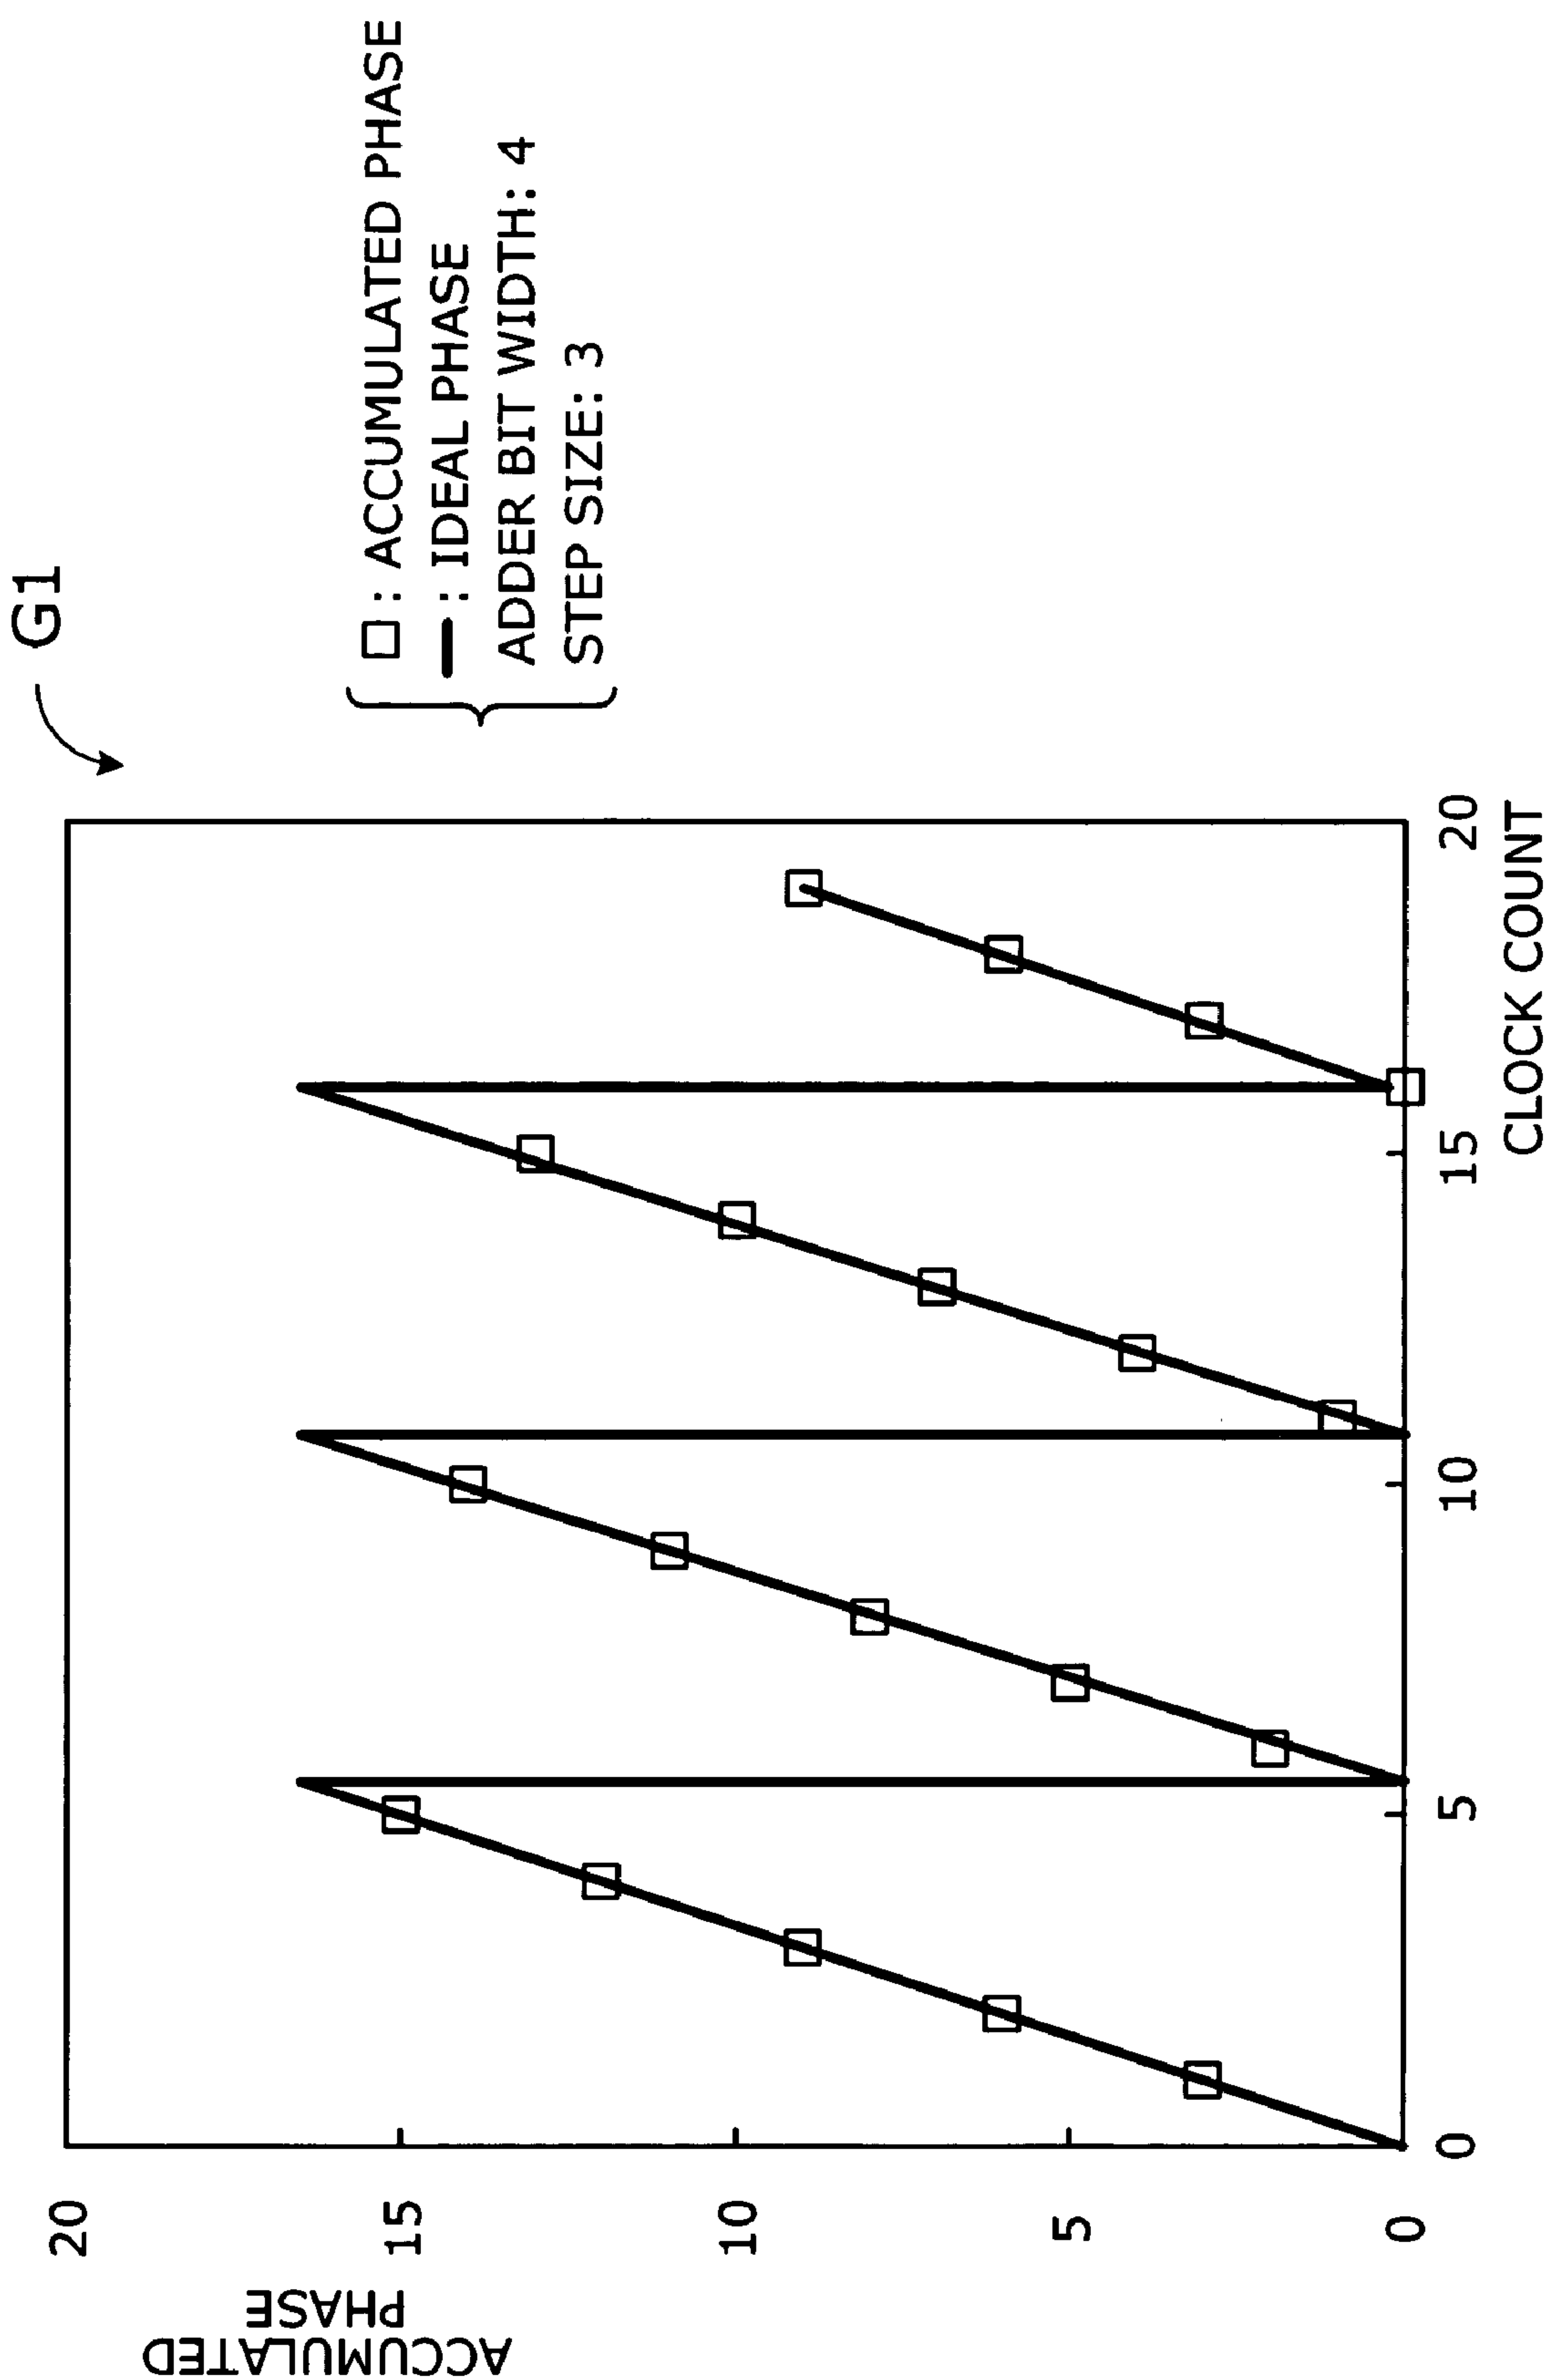 G1
□: ACCUMULATED PHASE
━: IDEAL PHASE
ADDER BIT WIDTH: 4
STEP SIZE: 3
ACCUMULATED
PHASE
20
15
10
5
0
0
5
10
15
20
CLOCK COUNT